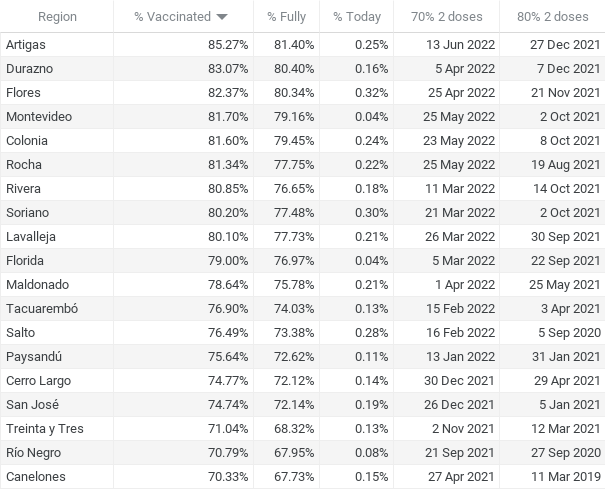 Region % Vaccinated % Fully % Today 70% 2 doses 80% 2 doses
Artigas 85.27% 81.40% 0.25% 13 Jun 2022 27 Dec 2021
Durazno 83.07% 80.40% 0.16% 5 Apr 2022 7 Dec 2021
Flores 82.37% 80.34% 0.32% 25 Apr 2022 21 Nov 2021
Montevideo 81.70% 79.16% 0.04% 25 May 2022 2 Oct 2021
Colonia 81.60% 79.45% 0.24% 23 May 2022 8 Oct 2021
Rocha 81.34% 77.75% 0.22% 25 May 2022 19 Aug 2021
Rivera 80.85% 76.65% 0.18% 11 Mar 2022 14 Oct 2021
Soriano 80.20% 77.48% 0.30% 21 Mar 2022 2 Oct 2021
Lavalleja 80.10% 77.73% 0.21% 26 Mar 2022 30 Sep 2021
Florida 79.00% 76.97% 0.04% 5 Mar 2022 22 Sep 2021
Maldonado 78.64% 75.78% 0.21% 1 Apr 2022 25 May 2021
Tacuarembó 76.90% 74.03% 0.13% 15 Feb 2022 3 Apr 2021
Salto 76.49% 73.38% 0.28% 16 Feb 2022 5 Sep 2020
Paysandú 75.64% 72.62% 0.11% 13 Jan 2022 31 Jan 2021
Cerro Largo 74.77% 72.12% 0.14% 30 Dec 2021 29 Apr 2021
San José 74.74% 72.14% 0.19% 26 Dec 2021 5 Jan 2021
Treinta y Tres 71.04% 68.32% 0.13% 2 Nov 2021 12 Mar 2021
Río Negro 70.79% 67.95% 0.08% 21 Sep 2021 27 Sep 2020
Canelones 70.33% 67.73% 0.15% 27 Apr 2021 11 Mar 2019